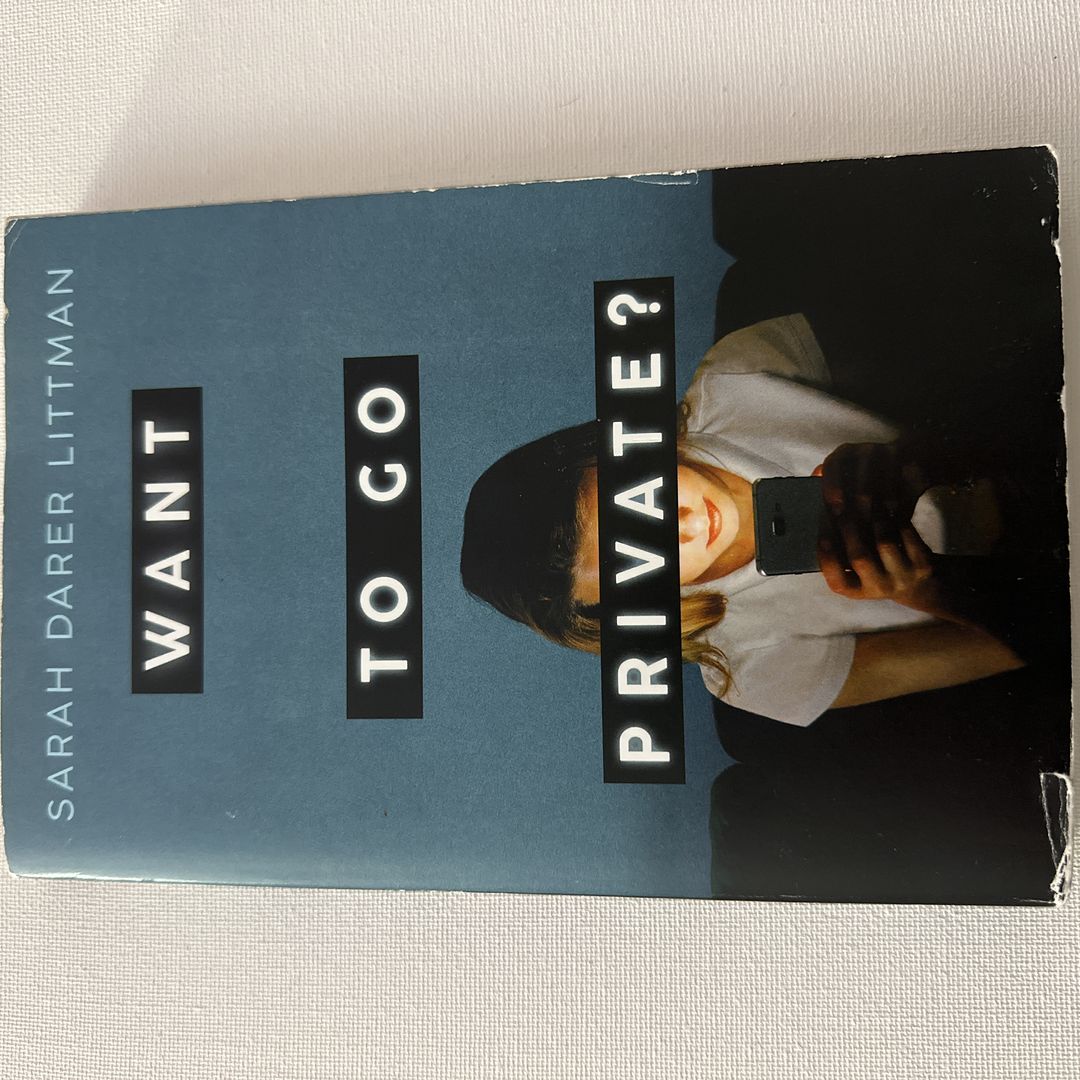 SARAH DARER LITTMAN
WANT
TO GO
PRIVATE?